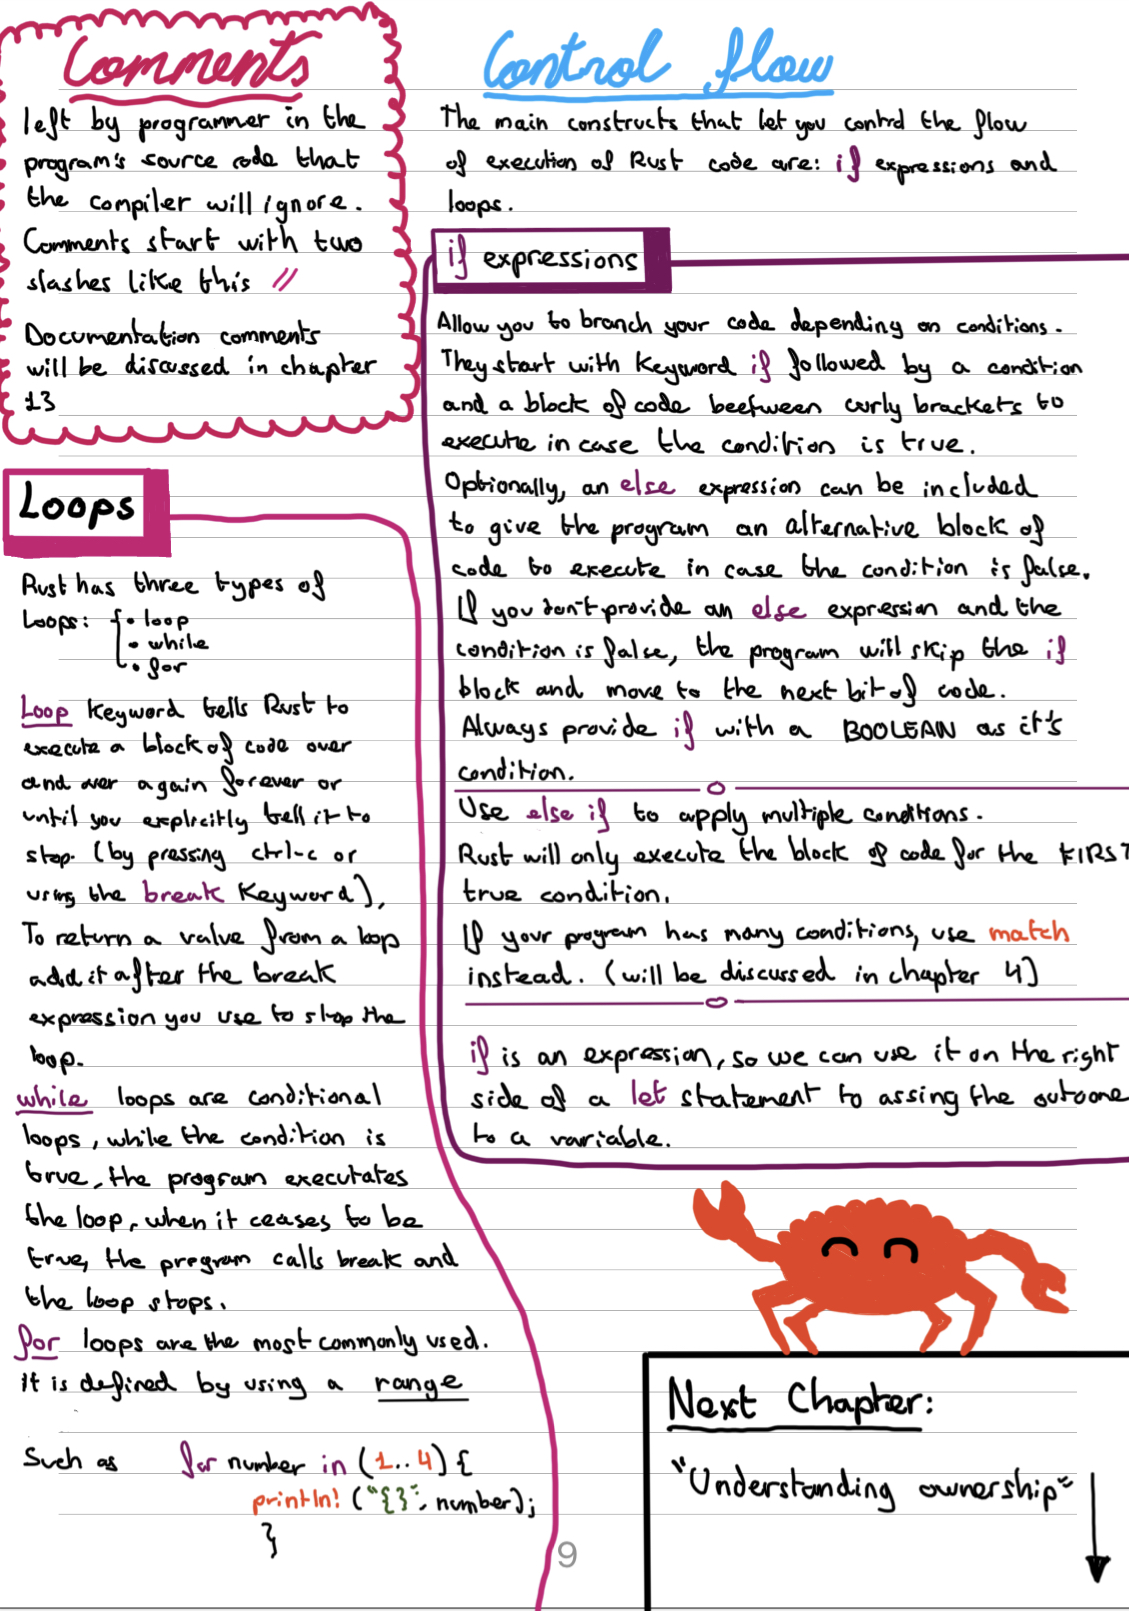 Comments
left by programmer in the
program's source code that
the compiler will ignore.
Comments start with two
slashes like this //
Documentation comments
will be discussed in chapter
13
Loops
Rust has three types of
Loops: { • loop
• while
• for
Loop Keyword tells Rust to
execute a block of code over
and over again forever or
until you explicitly tell it to
stop. (by pressing ctrl-c or
using the break Keyword),
To return a value from a loop
add it after the break
expression you use to stop the
loop.
while loops are conditional
loops, while the condition is
true, the program executates
the loop, when it ceases to be
true, the program calls break and
the loop stops.
for loops are the most commonly used.
it is defined by using a range
Such as for number in (1..4) {
println! ("{}", number);
}
Control flow
The main constructs that let you control the flow
of execution of Rust code are: if expressions and
loops.
if expressions
Allow you to branch your code depending on conditions.
They start with Keyword if followed by a condition
and a block of code beetween curly brackets to
execute in case the condition is true.
Optionally, an else expression can be included
to give the program an alternative block of
code to execute in case the condition is false.
If you don't provide an else expression and the
condition is false, the program will skip the if
block and move to the next bit of code.
Always provide if with a BOOLEAN as it's
condition.
Use else if to apply multiple conditions.
Rust will only execute the block of code for the FIRST
true condition.
If your program has many conditions, use match
instead. (will be discussed in chapter 4)
if is an expression, so we can use it on the right
side of a let statement to assing the outcome
to a variable.
Next Chapter:
"Understanding ownership"
9